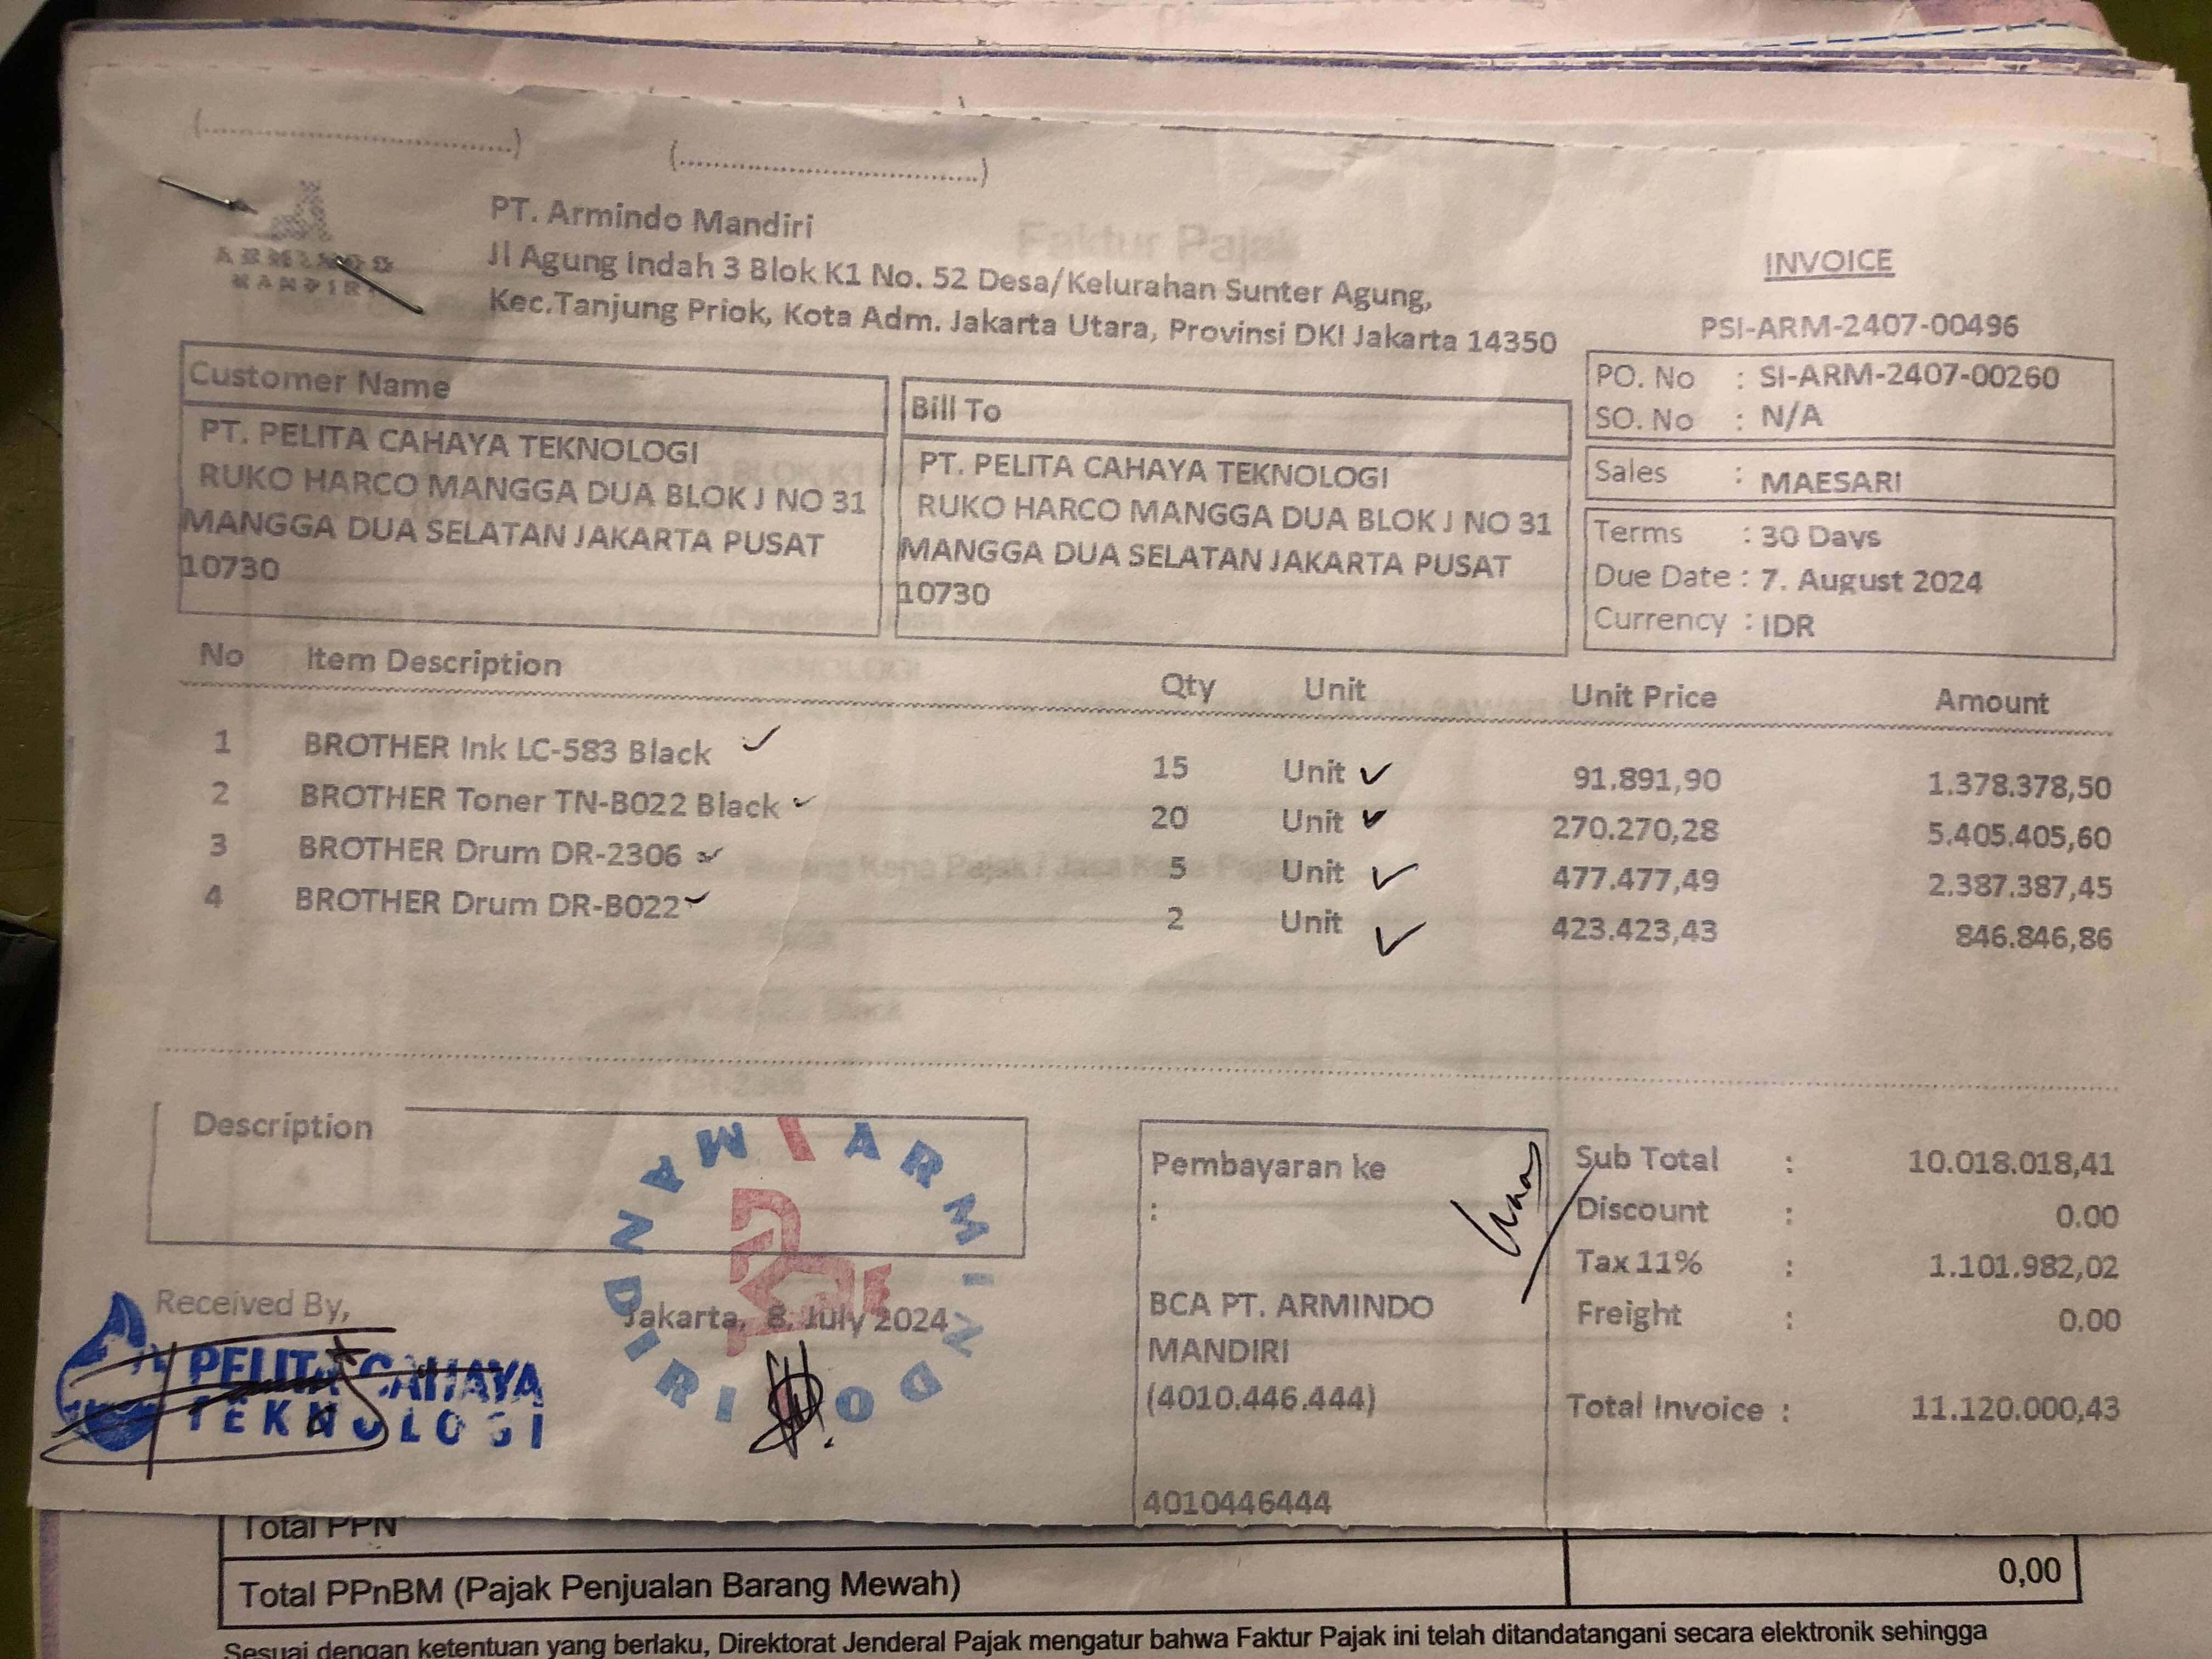 (..............................)
(..............................)
ARMINDO
MANDIRI
PT. Armindo Mandiri
Jl Agung Indah 3 Blok K1 No. 52 Desa/Kelurahan Sunter Agung,
Kec.Tanjung Priok, Kota Adm. Jakarta Utara, Provinsi DKI Jakarta 14350
Faktur Pajak
INVOICE
PSI-ARM-2407-00496
PO. No : SI-ARM-2407-00260
SO. No : N/A
Sales : MAESARI
Terms : 30 Days
Due Date : 7. August 2024
Currency : IDR
Customer Name
PT. PELITA CAHAYA TEKNOLOGI
RUKO HARCO MANGGA DUA BLOK J NO 31
MANGGA DUA SELATAN JAKARTA PUSAT
10730
Bill To
PT. PELITA CAHAYA TEKNOLOGI
RUKO HARCO MANGGA DUA BLOK J NO 31
MANGGA DUA SELATAN JAKARTA PUSAT
10730
No Item Description Qty Unit Unit Price Amount
1 BROTHER Ink LC-583 Black 15 Unit 91.891,90 1.378.378,50
2 BROTHER Toner TN-B022 Black 20 Unit 270.270,28 5.405.405,60
3 BROTHER Drum DR-2306 5 Unit 477.477,49 2.387.387,45
4 BROTHER Drum DR-B022 2 Unit 423.423,43 846.846,86
Description
Pembayaran ke
:
BCA PT. ARMINDO
MANDIRI
(4010.446.444)
4010446444
Sub Total : 10.018.018,41
Discount : 0.00
Tax 11% : 1.101.982,02
Freight : 0.00
Total Invoice : 11.120.000,43
Received By,
PELITA CAHAYA
TEKNOLOGI
Jakarta, 8. July 2024
ARMINDO MANDIRI
Total PPN
Total PPnBM (Pajak Penjualan Barang Mewah) 0,00
Sesuai dengan ketentuan yang berlaku, Direktorat Jenderal Pajak mengatur bahwa Faktur Pajak ini telah ditandatangani secara elektronik sehingga